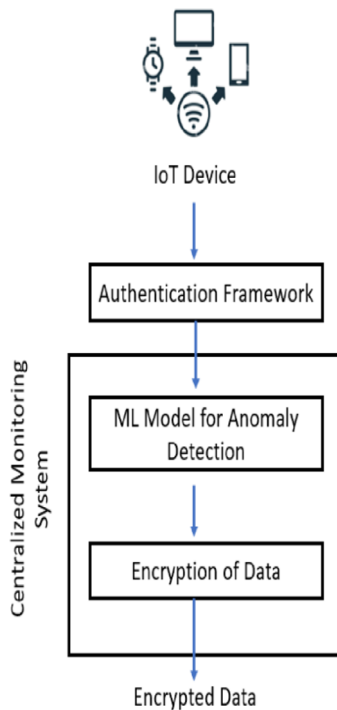 IoT Device
Authentication Framework
Centralized Monitoring
System
ML Model for Anomaly
Detection
Encryption of Data
Encrypted Data